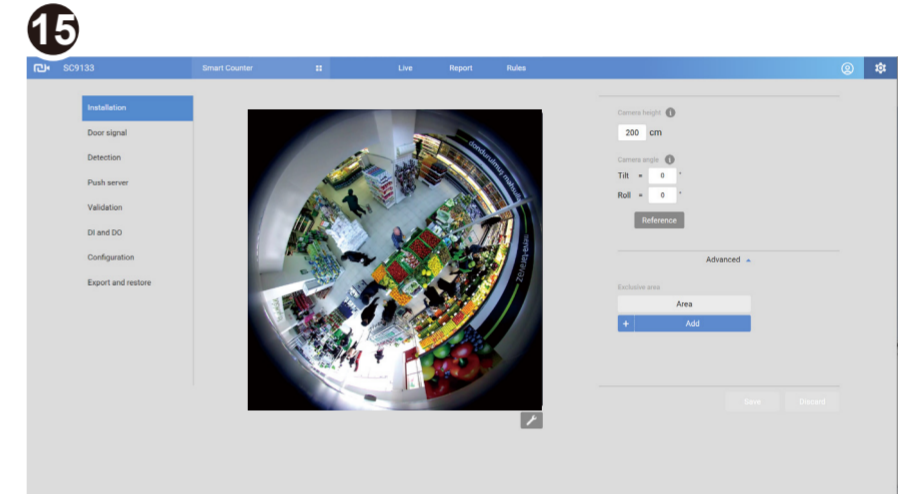 15
SC9133
Smart Counter
Live
Report
Rules
Installation
Door signal
Detection
Push server
Validation
DI and DO
Configuration
Export and restore
dondurulmuş mahsul
Camera height i
200 cm
Camera angle i
Tilt = 0 °
Roll = 0 °
Reference
Advanced
Exclusive area
Area
+ Add
Save
Discard